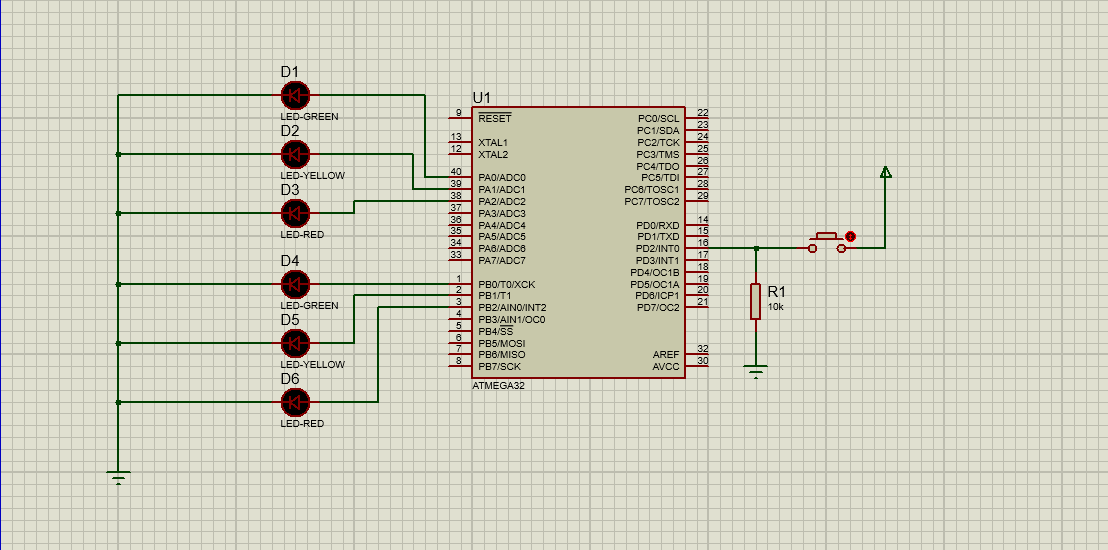 D1
LED-GREEN
D2
LED-YELLOW
D3
LED-RED
D4
LED-GREEN
D5
LED-YELLOW
D6
LED-RED
U1
9 RESET PC0/SCL 22
PC1/SDA 23
13 XTAL1 PC2/TCK 24
12 XTAL2 PC3/TMS 25
PC4/TDO 26
40 PA0/ADC0 PC5/TDI 27
39 PA1/ADC1 PC6/TOSC1 28
38 PA2/ADC2 PC7/TOSC2 29
37 PA3/ADC3
36 PA4/ADC4 PD0/RXD 14
35 PA5/ADC5 PD1/TXD 15
34 PA6/ADC6 PD2/INT0 16
33 PA7/ADC7 PD3/INT1 17
PD4/OC1B 18
1 PB0/T0/XCK PD5/OC1A 19
2 PB1/T1 PD6/ICP1 20
3 PB2/AIN0/INT2 PD7/OC2 21
4 PB3/AIN1/OC0
5 PB4/SS
6 PB5/MOSI
7 PB6/MISO AREF 32
8 PB7/SCK AVCC 30
ATMEGA32
R1
10k